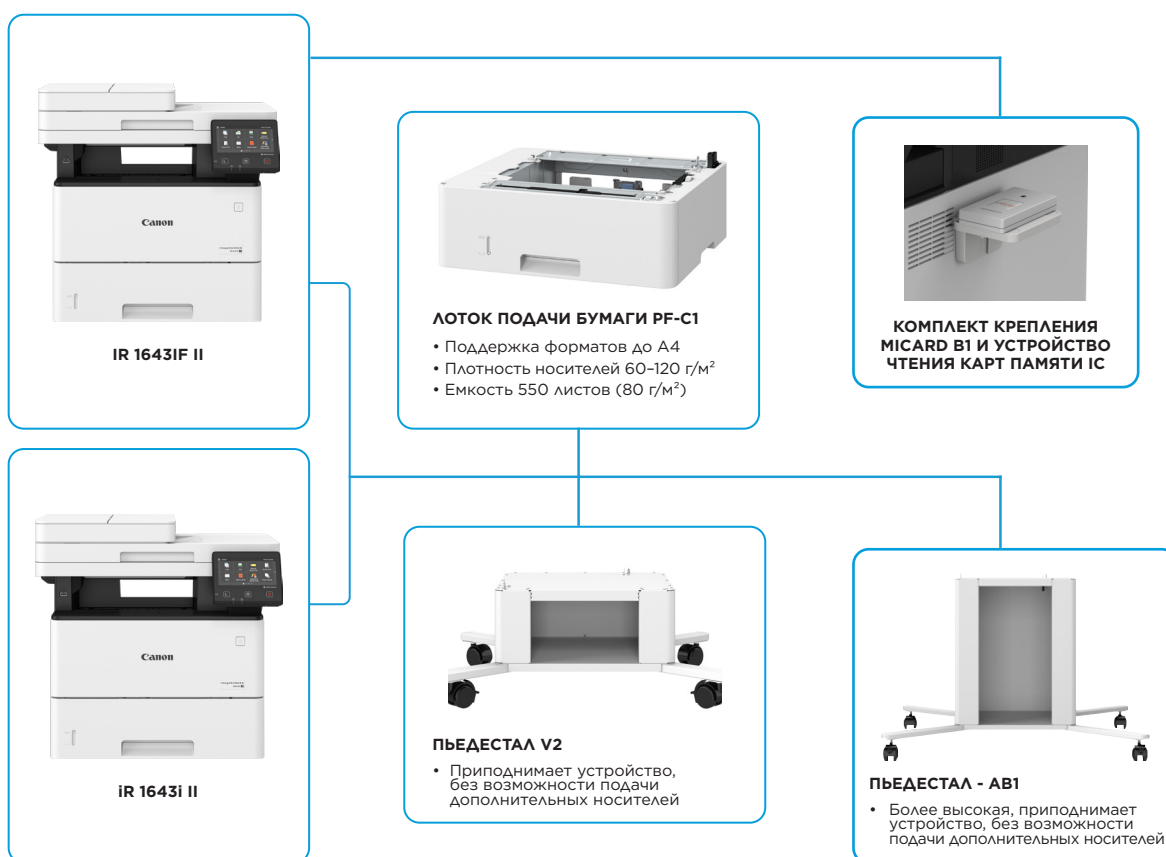 Canon
IR 1643IF II
ЛОТОК ПОДАЧИ БУМАГИ PF-C1
• Поддержка форматов до A4
• Плотность носителей 60–120 г/м²
• Емкость 550 листов (80 г/м²)
КОМПЛЕКТ КРЕПЛЕНИЯ
MICARD B1 И УСТРОЙСТВО
ЧТЕНИЯ КАРТ ПАМЯТИ IC
Canon
iR 1643i II
ПЬЕДЕСТАЛ V2
• Приподнимает устройство,
без возможности подачи
дополнительных носителей
ПЬЕДЕСТАЛ - AB1
• Более высокая, приподнимает
устройство, без возможности
подачи дополнительных носителей